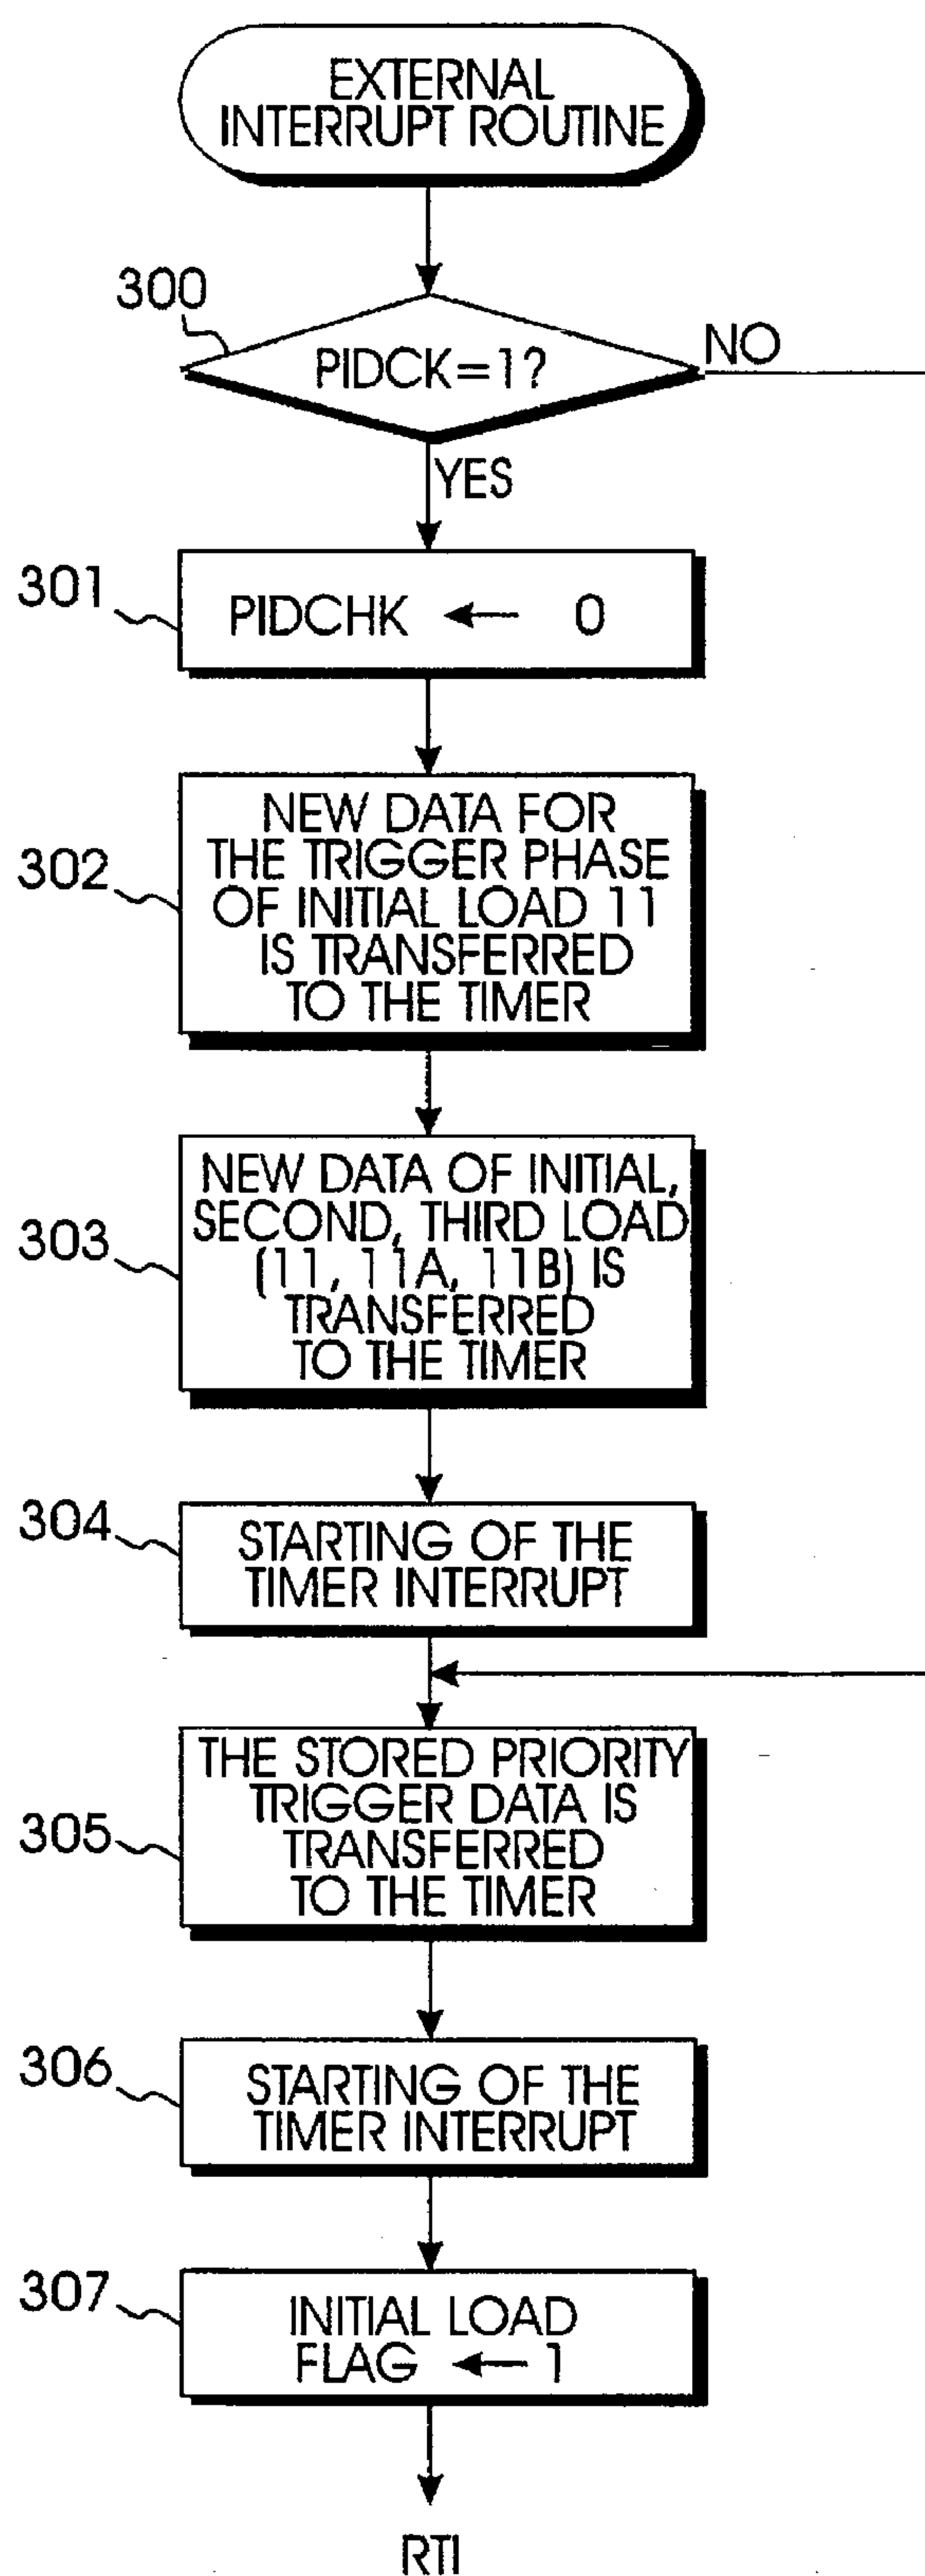 EXTERNAL
INTERRUPT ROUTINE
300
PIDCK=1?
NO
YES
301
PIDCHK ← 0
302
NEW DATA FOR
THE TRIGGER PHASE
OF INITIAL LOAD 11
IS TRANSFERRED
TO THE TIMER
303
NEW DATA OF INITIAL,
SECOND, THIRD LOAD
(11, 11A, 11B) IS
TRANSFERRED
TO THE TIMER
304
STARTING OF THE
TIMER INTERRUPT
305
THE STORED PRIORITY
TRIGGER DATA IS
TRANSFERRED
TO THE TIMER
306
STARTING OF THE
TIMER INTERRUPT
307
INITIAL LOAD
FLAG ← 1
RTI